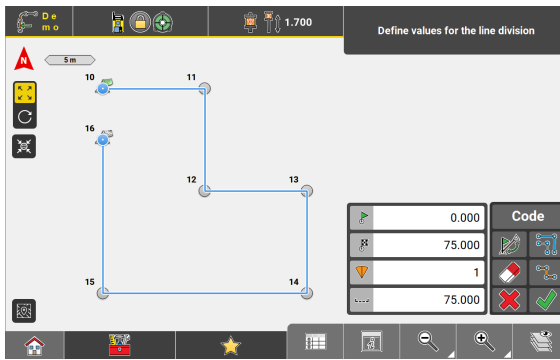 De
mo
1.700
Define values for the line division
N
5 m
10
11
16
12
13
15
14
0.000
75.000
1
75.000
Code